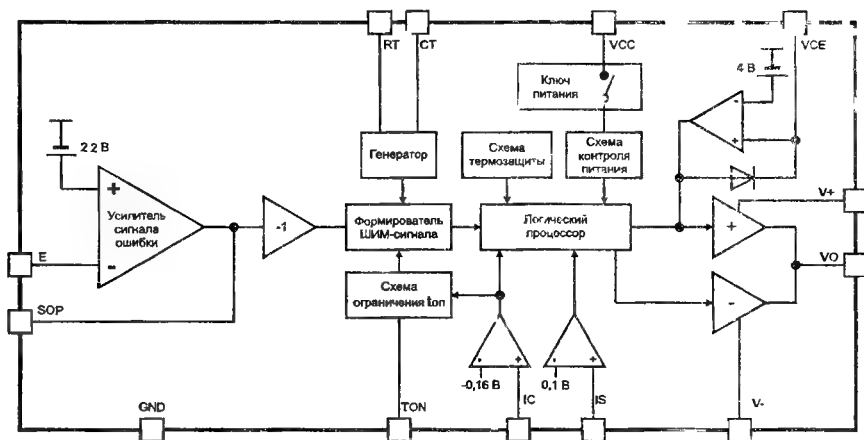 RT
CT
VCC
VCE
Ключ
питания
4 В
-
+
2 2 В
+
Усилитель
сигнала
ошибки
-
Генератор
Схема
термозащиты
Схема
контроля
питания
-1
Формирователь
ШИМ-сигнала
Логический
процессор
+
V+
E
VO
SOP
Схема
ограничения ton
-
-
+
-
+
-0,16 В
0,1 В
GND
TON
IC
IS
V-